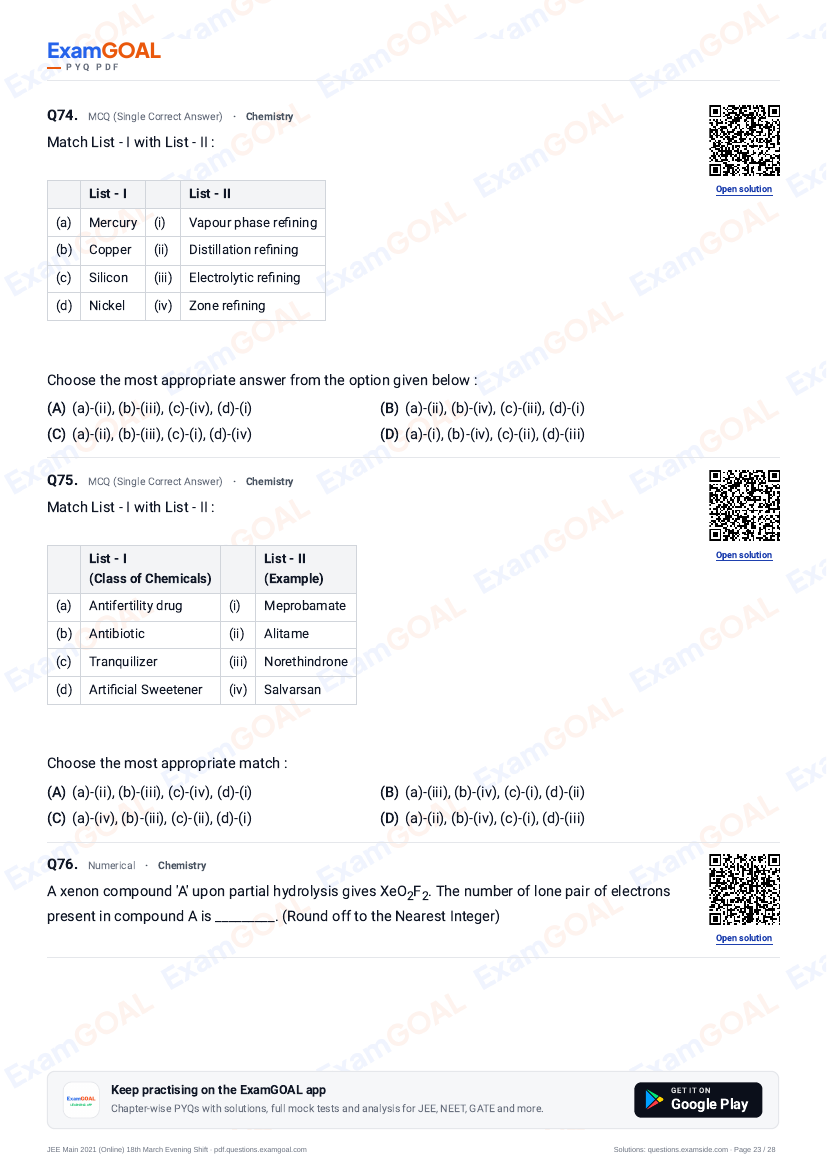 ExamGOAL
PYQ PDF
Q74. MCQ (Single Correct Answer) · Chemistry
Open solution
Match List - I with List - II :
List - I List - II
(a) Mercury (i) Vapour phase refining
(b) Copper (ii) Distillation refining
(c) Silicon (iii) Electrolytic refining
(d) Nickel (iv) Zone refining
Choose the most appropriate answer from the option given below :
(A) (a)-(ii), (b)-(iii), (c)-(iv), (d)-(i) (B) (a)-(ii), (b)-(iv), (c)-(iii), (d)-(i)
(C) (a)-(ii), (b)-(iii), (c)-(i), (d)-(iv) (D) (a)-(i), (b)-(iv), (c)-(ii), (d)-(iii)
Q75. MCQ (Single Correct Answer) · Chemistry
Open solution
Match List - I with List - II :
List - I List - II
(Class of Chemicals) (Example)
(a) Antifertility drug (i) Meprobamate
(b) Antibiotic (ii) Alitame
(c) Tranquilizer (iii) Norethindrone
(d) Artificial Sweetener (iv) Salvarsan
Choose the most appropriate match :
(A) (a)-(ii), (b)-(iii), (c)-(iv), (d)-(i) (B) (a)-(iii), (b)-(iv), (c)-(i), (d)-(ii)
(C) (a)-(iv), (b)-(iii), (c)-(ii), (d)-(i) (D) (a)-(ii), (b)-(iv), (c)-(i), (d)-(iii)
Q76. Numerical · Chemistry
Open solution
A xenon compound 'A' upon partial hydrolysis gives XeO2F2. The number of lone pair of electrons
present in compound A is _________. (Round off to the Nearest Integer)
ExamGOAL
Keep practising on the ExamGOAL app
Chapter-wise PYQs with solutions, full mock tests and analysis for JEE, NEET, GATE and more.
GET IT ON
Google Play
JEE Main 2021 (Online) 18th March Evening Shift · pdf.questions.examgoal.com Solutions: questions.examside.com · Page 23 / 28